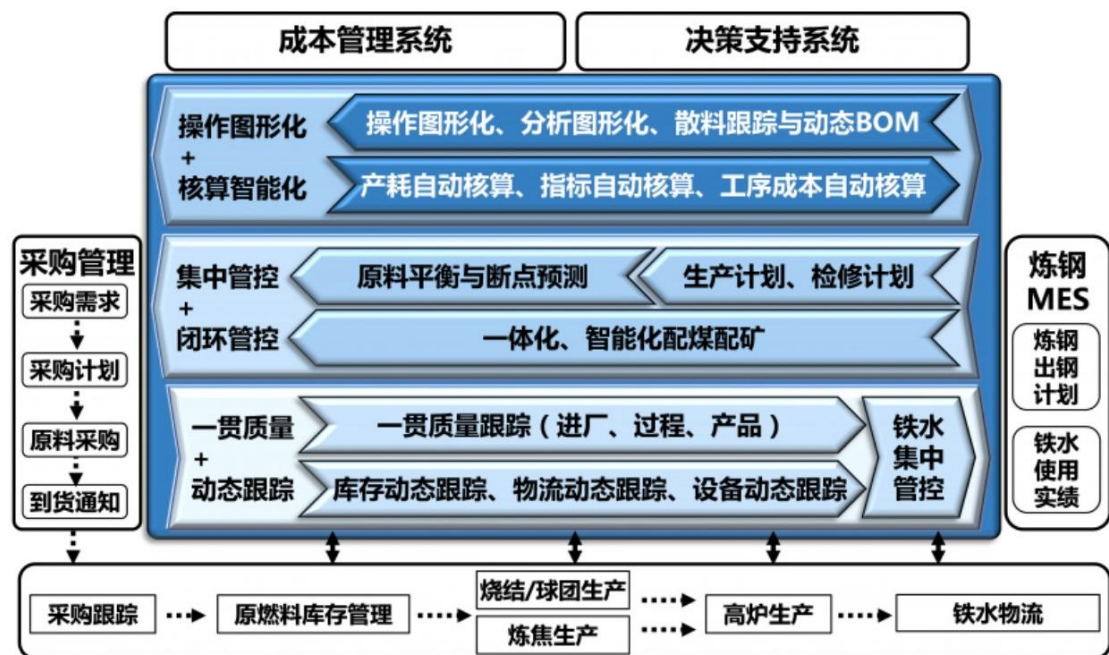 成本管理系统
决策支持系统
操作图形化
+
核算智能化
操作图形化、分析图形化、散料跟踪与动态BOM
产耗自动核算、指标自动核算、工序成本自动核算
采购管理
采购需求
采购计划
原料采购
到货通知
集中管控
+
闭环管控
原料平衡与断点预测
生产计划、检修计划
一体化、智能化配煤配矿
一贯质量
+
动态跟踪
一贯质量跟踪（进厂、过程、产品）
库存动态跟踪、物流动态跟踪、设备动态跟踪
铁水
集中
管控
炼钢
MES
炼钢
出钢
计划
铁水
使用
实绩
采购跟踪
原燃料库存管理
烧结/球团生产
炼焦生产
高炉生产
铁水物流